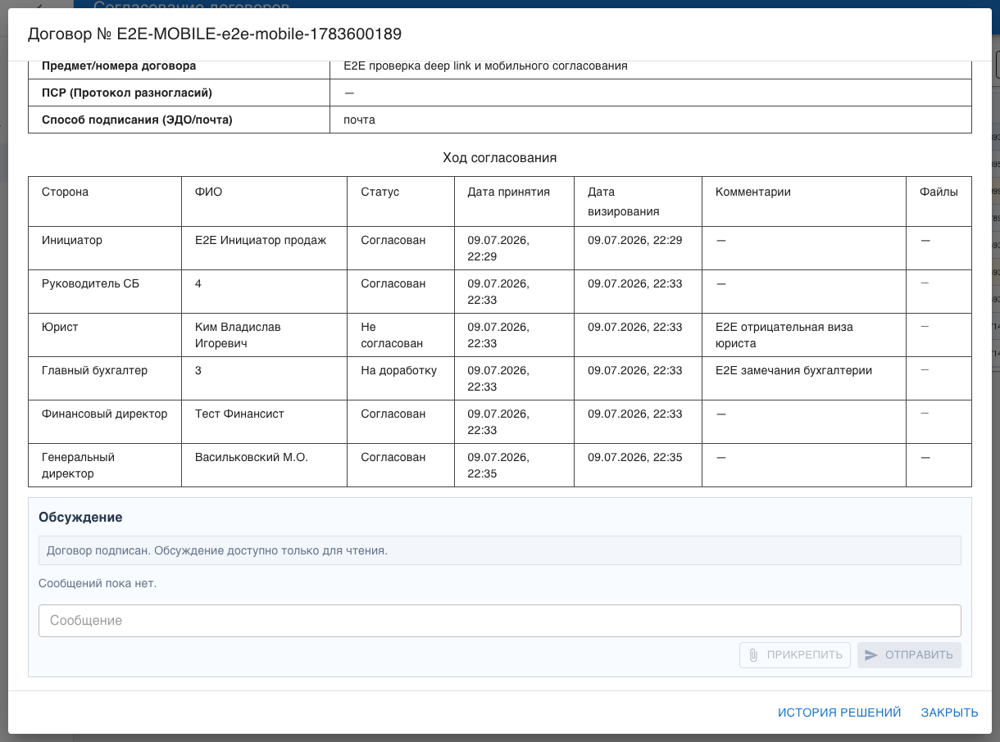 Согласование договоров
Договор № E2E-MOBILE-e2e-mobile-1783600189
Предмет/номера договора E2E проверка deep link и мобильного согласования
ПСР (Протокол разногласий) —
Способ подписания (ЭДО/почта) почта
Ход согласования
Сторона ФИО Статус Дата принятия Дата Комментарии Файлы
визирования
Инициатор E2E Инициатор продаж Согласован 09.07.2026, 09.07.2026, 22:29 — —
22:29
Руководитель СБ 4 Согласован 09.07.2026, 09.07.2026, 22:33 — —
22:33
Юрист Ким Владислав Не 09.07.2026, 09.07.2026, 22:33 E2E отрицательная виза —
Игоревич согласован 22:33 юриста
Главный бухгалтер 3 На доработку 09.07.2026, 09.07.2026, 22:33 E2E замечания бухгалтерии —
22:33
Финансовый директор Тест Финансист Согласован 09.07.2026, 09.07.2026, 22:33 — —
22:33
Генеральный Васильковский М.О. Согласован 09.07.2026, 09.07.2026, 22:35 — —
директор 22:35
Обсуждение
Договор подписан. Обсуждение доступно только для чтения.
Сообщений пока нет.
Сообщение
ПРИКРЕПИТЬ ОТПРАВИТЬ
ИСТОРИЯ РЕШЕНИЙ ЗАКРЫТЬ